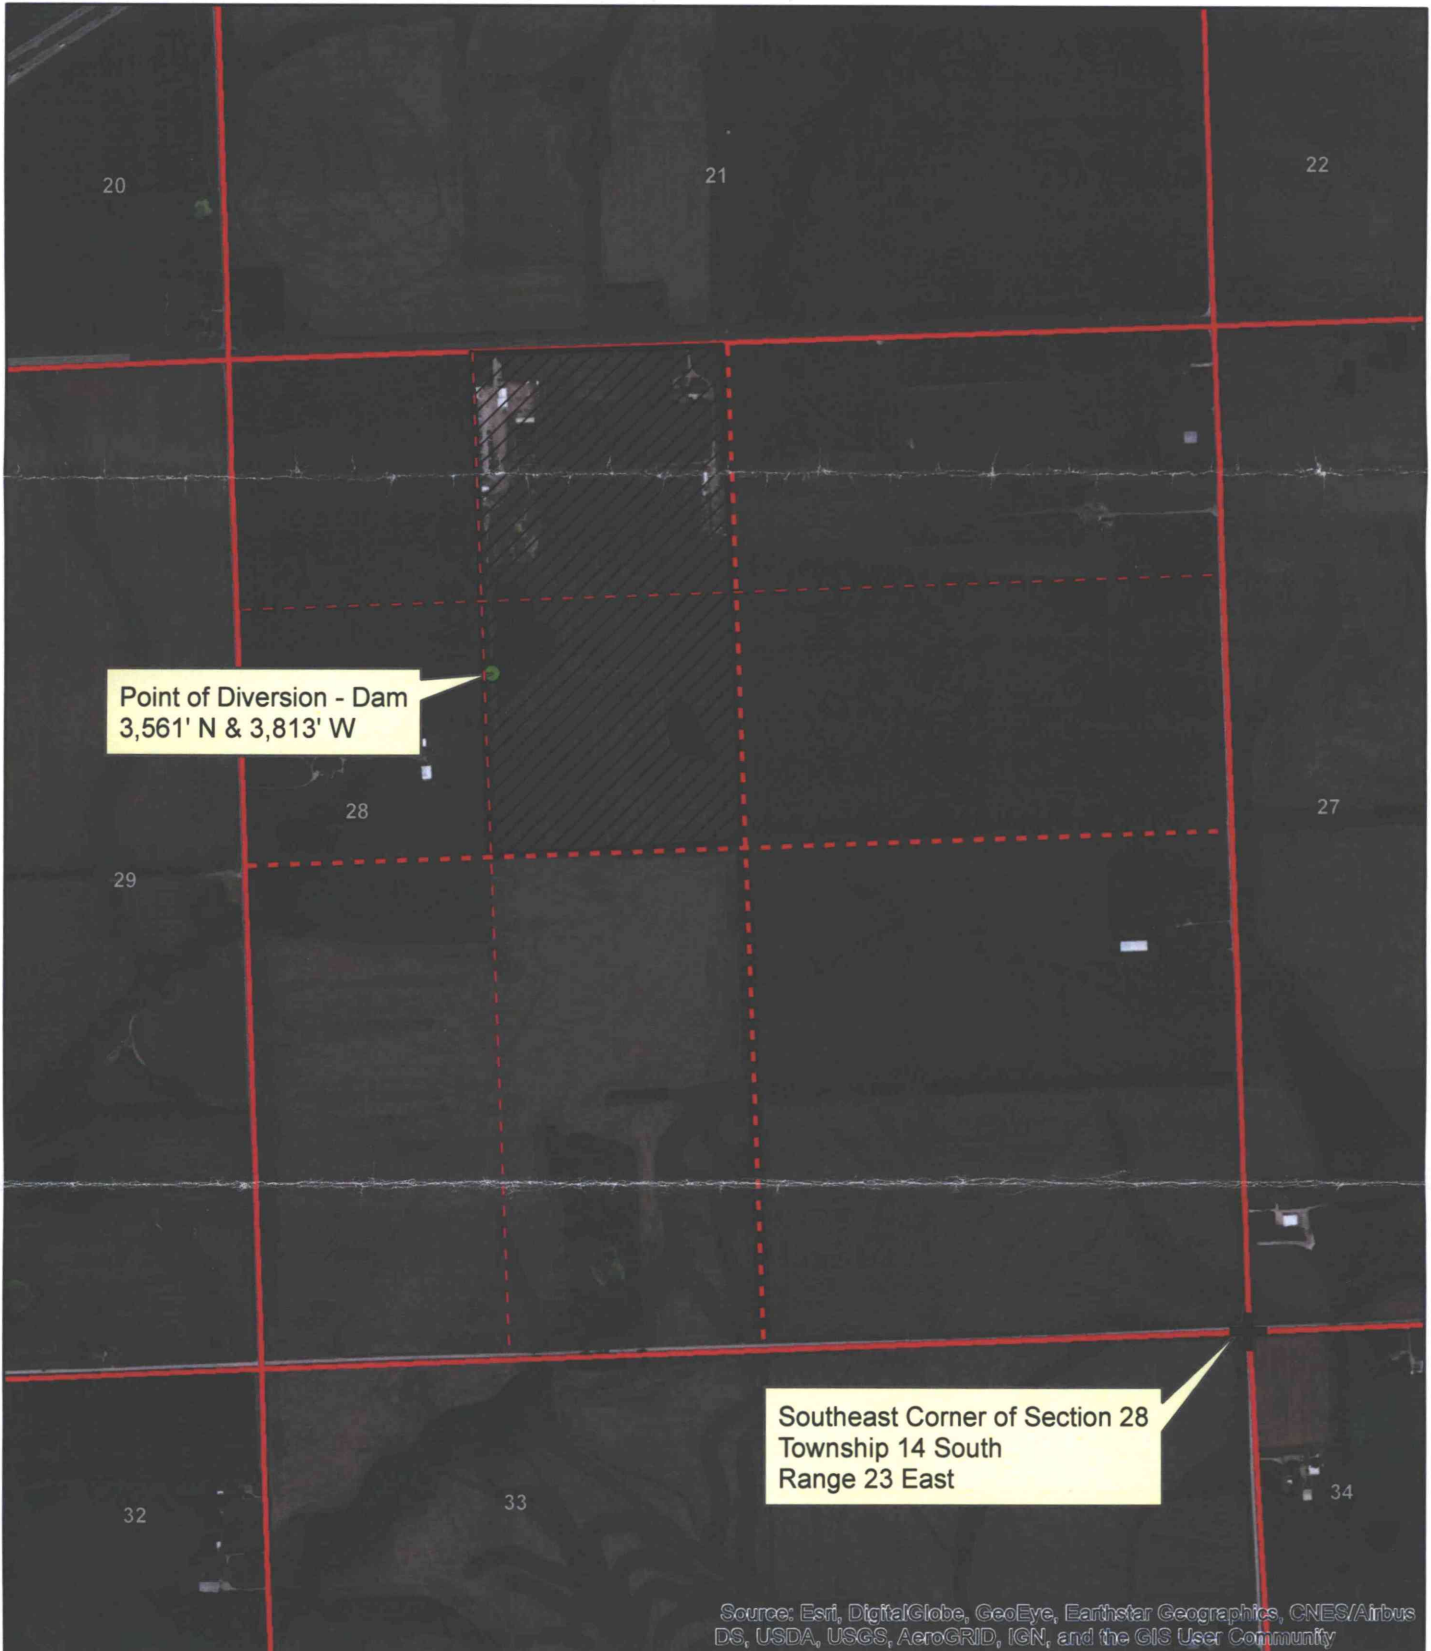 20
21
22
Point of Diversion - Dam
3,561' N & 3,813' W
28
27
29
Southeast Corner of Section 28
Township 14 South
Range 23 East
32
33
34
Source: Esri, DigitalGlobe, GeoEye, Earthstar Geographics, CNES/Airbus
DS, USDA, USGS, AeroGRID, IGN, and the GIS User Community